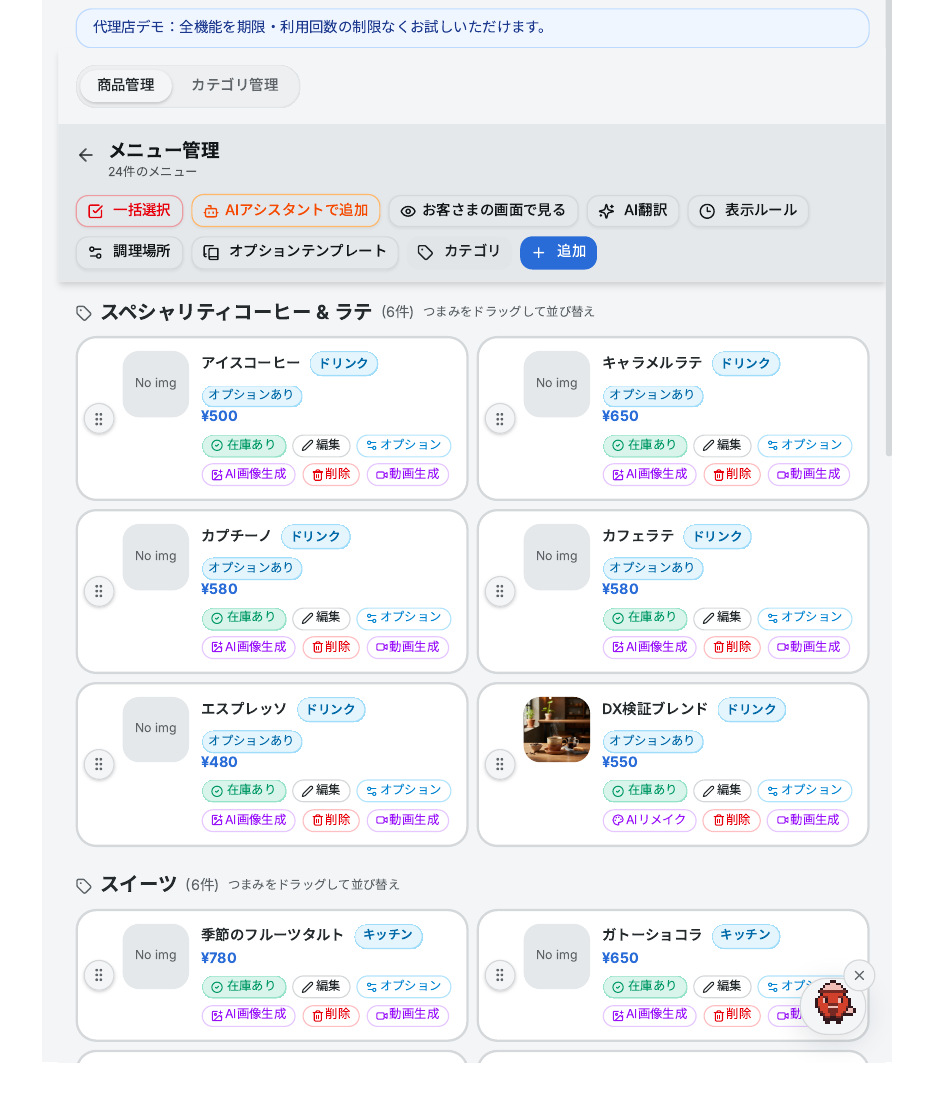 代理店デモ：全機能を期限・利用回数の制限なくお試しいただけます。
商品管理 カテゴリ管理
メニュー管理
24件のメニュー
一括選択 AIアシスタントで追加 お客さまの画面で見る AI翻訳 表示ルール
調理場所 オプションテンプレート カテゴリ 追加
スペシャリティコーヒー & ラテ (6件) つまみをドラッグして並び替え
No img
アイスコーヒー ドリンク
オプションあり
¥500
在庫あり 編集 オプション
AI画像生成 削除 動画生成
No img
キャラメルラテ ドリンク
オプションあり
¥650
在庫あり 編集 オプション
AI画像生成 削除 動画生成
No img
カプチーノ ドリンク
オプションあり
¥580
在庫あり 編集 オプション
AI画像生成 削除 動画生成
No img
カフェラテ ドリンク
オプションあり
¥580
在庫あり 編集 オプション
AI画像生成 削除 動画生成
No img
エスプレッソ ドリンク
オプションあり
¥480
在庫あり 編集 オプション
AI画像生成 削除 動画生成
DX検証ブレンド ドリンク
オプションあり
¥550
在庫あり 編集 オプション
AIリメイク 削除 動画生成
スイーツ (6件) つまみをドラッグして並び替え
No img
季節のフルーツタルト キッチン
¥780
在庫あり 編集 オプション
AI画像生成 削除 動画生成
No img
ガトーショコラ キッチン
¥650
在庫あり 編集 オプ
AI画像生成 削除 動